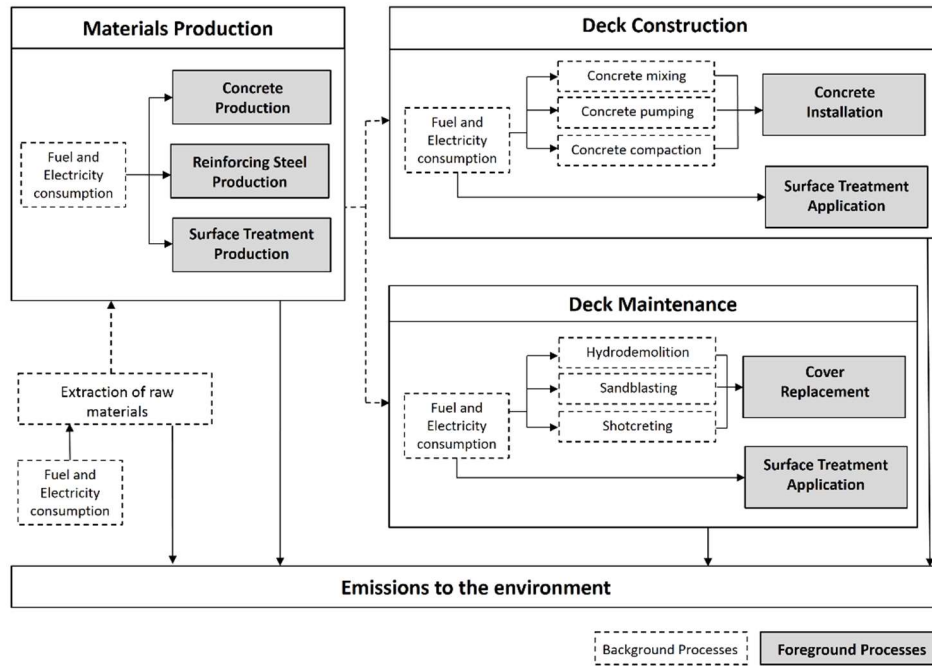 Materials Production
Concrete
Production
Fuel and
Electricity
consumption
Reinforcing Steel
Production
Surface Treatment
Production
Extraction of raw
materials
Fuel and
Electricity
consumption
Deck Construction
Fuel and
Electricity
consumption
Concrete mixing
Concrete pumping
Concrete compaction
Concrete
Installation
Surface Treatment
Application
Deck Maintenance
Fuel and
Electricity
consumption
Hydrodemolition
Sandblasting
Shotcreting
Cover
Replacement
Surface Treatment
Application
Emissions to the environment
Background Processes
Foreground Processes